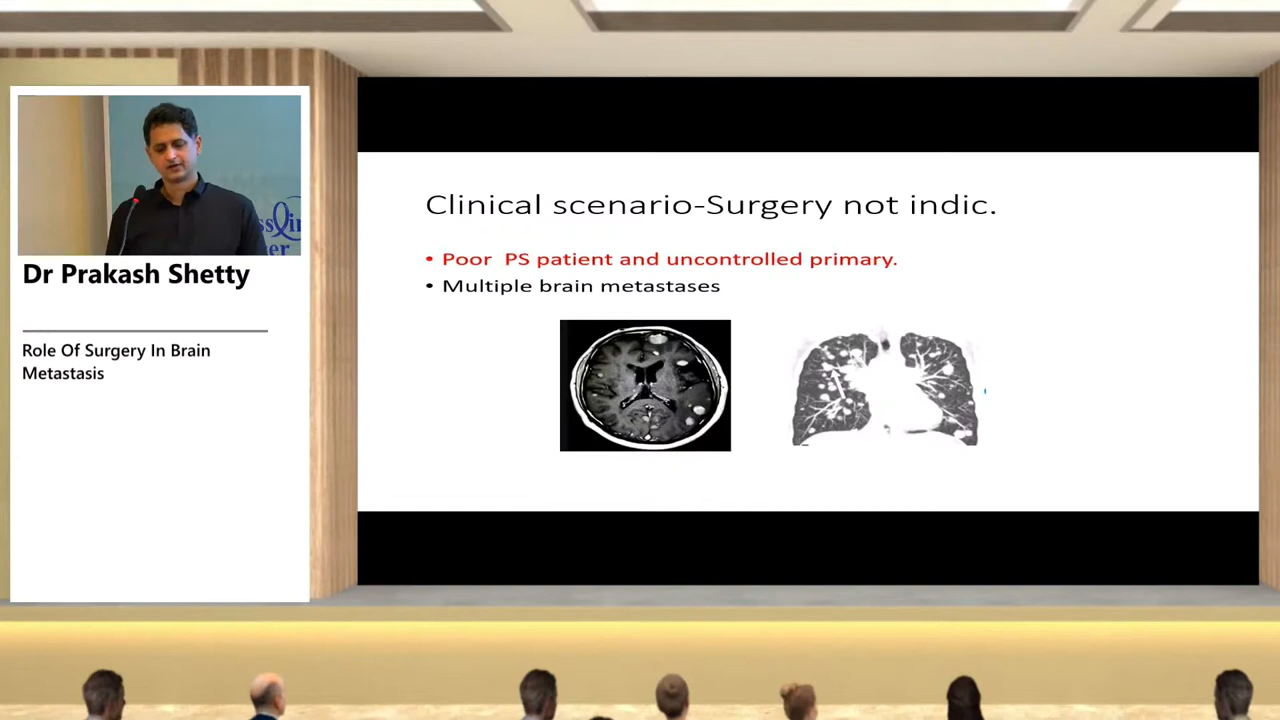 Dr Prakash Shetty
Role Of Surgery In Brain
Metastasis
Clinical scenario-Surgery not indic.
• Poor PS patient and uncontrolled primary.
• Multiple brain metastases